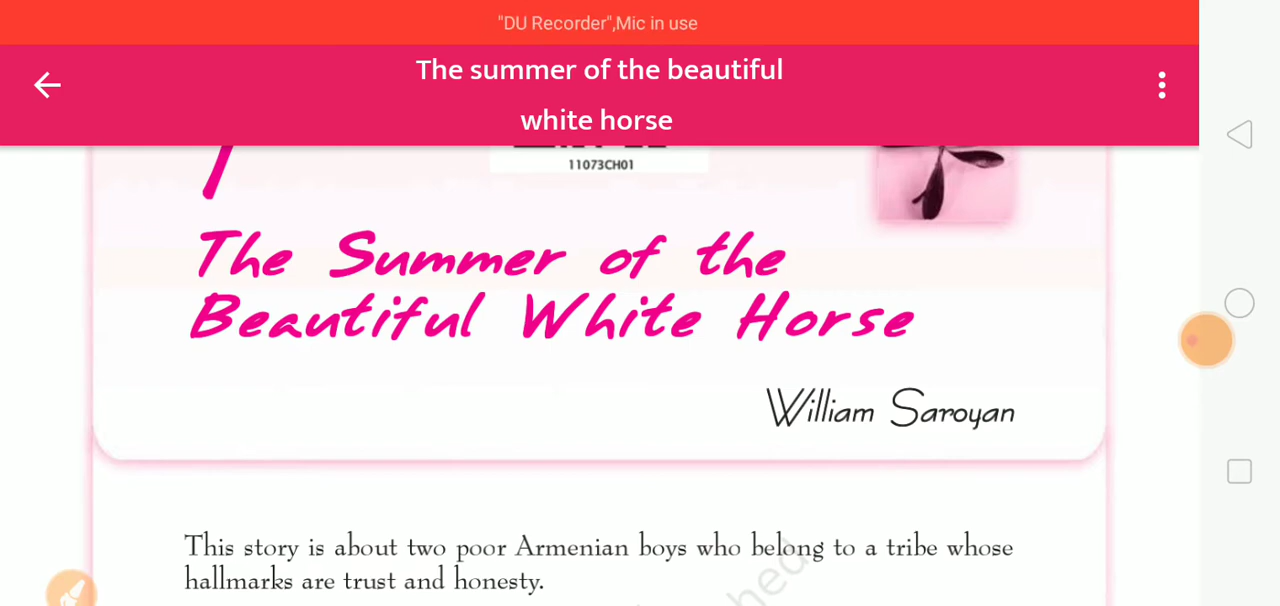 "DU Recorder",Mic in use
The summer of the beautiful
white horse
1
11073CH01
The Summer of the
Beautiful White Horse
William Saroyan
This story is about two poor Armenian boys who belong to a tribe whose
hallmarks are trust and honesty.